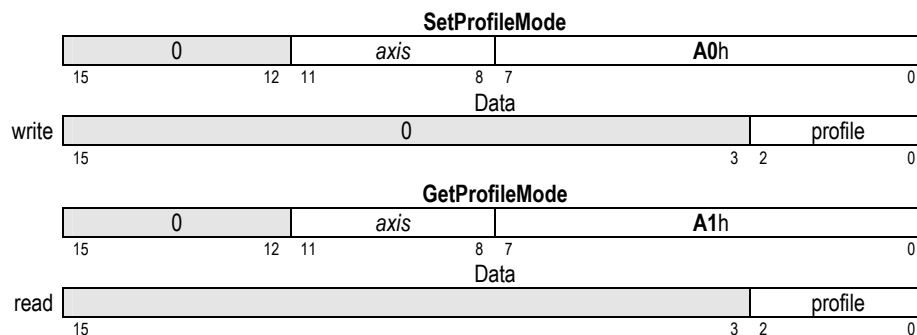 SetProfileMode
0 axis A0h
15 12 11 8 7 0
Data
write 0 profile
15 3 2 0
GetProfileMode
0 axis A1h
15 12 11 8 7 0
Data
read profile
15 3 2 0